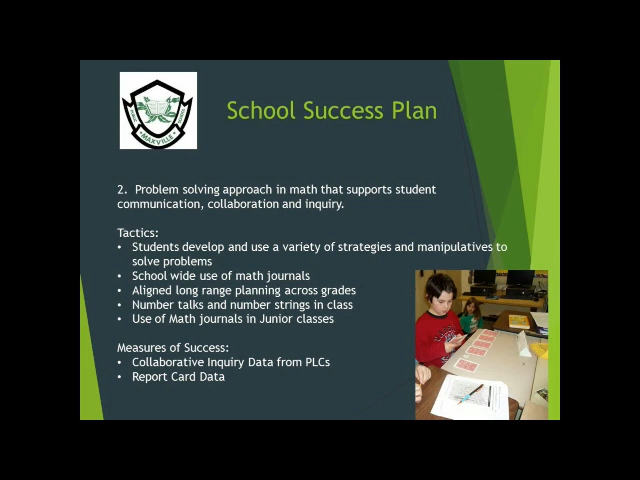 MAXVILLE
School Success Plan
2. Problem solving approach in math that supports student
communication, collaboration and inquiry.
Tactics:
• Students develop and use a variety of strategies and manipulatives to
solve problems
• School wide use of math journals
• Aligned long range planning across grades
• Number talks and number strings in class
• Use of Math journals in Junior classes
Measures of Success:
• Collaborative Inquiry Data from PLCs
• Report Card Data